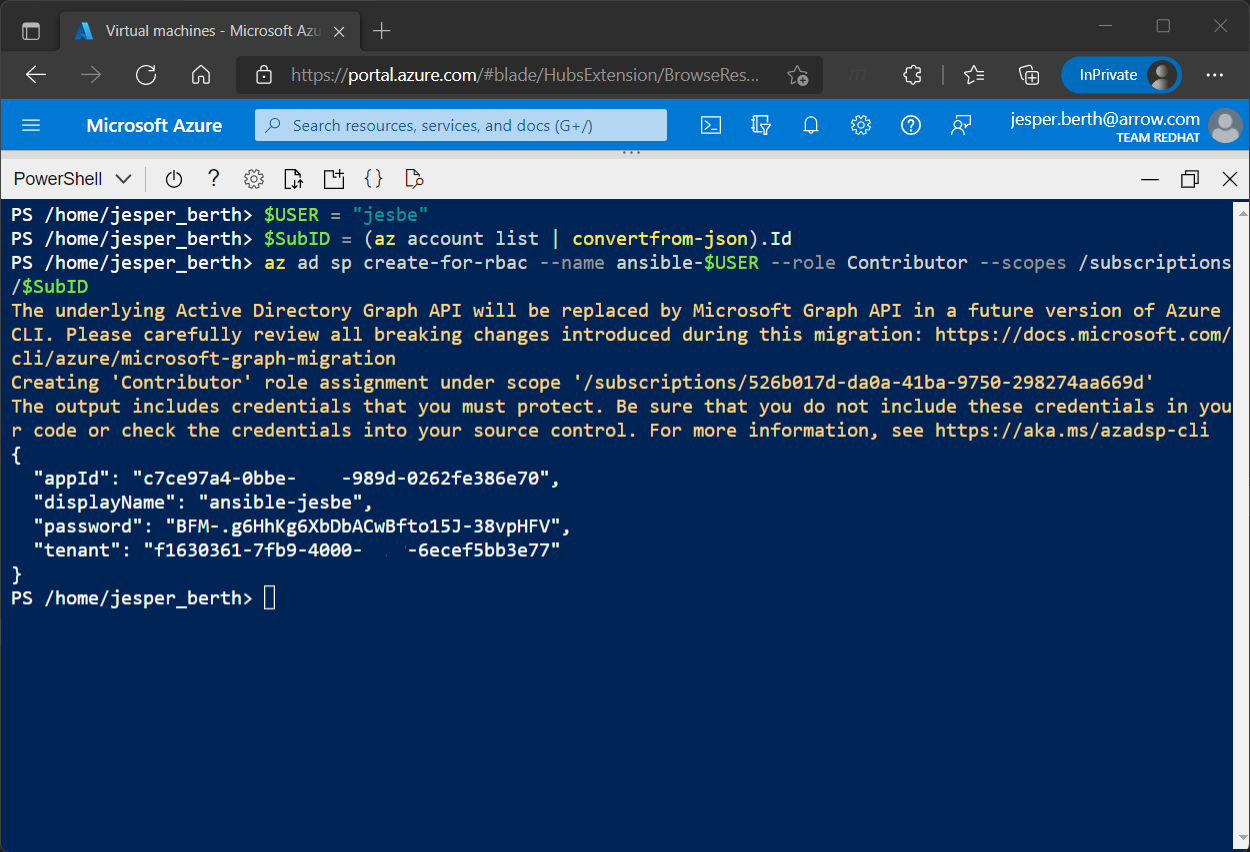 Virtual machines - Microsoft Azu
https://portal.azure.com/#blade/HubsExtension/BrowseRes...
InPrivate
Microsoft Azure
Search resources, services, and docs (G+/)
jesper.berth@arrow.com
TEAM REDHAT
PowerShell
PS /home/jesper_berth> $USER = "jesbe"
PS /home/jesper_berth> $SubID = (az account list | convertfrom-json).Id
PS /home/jesper_berth> az ad sp create-for-rbac --name ansible-$USER --role Contributor --scopes /subscriptions
/$SubID
The underlying Active Directory Graph API will be replaced by Microsoft Graph API in a future version of Azure
CLI. Please carefully review all breaking changes introduced during this migration: https://docs.microsoft.com/
cli/azure/microsoft-graph-migration
Creating 'Contributor' role assignment under scope '/subscriptions/526b017d-da0a-41ba-9750-298274aa669d'
The output includes credentials that you must protect. Be sure that you do not include these credentials in you
r code or check the credentials into your source control. For more information, see https://aka.ms/azadsp-cli
{
"appId": "c7ce97a4-0bbe-    -989d-0262fe386e70",
"displayName": "ansible-jesbe",
"password": "BFM-.g6HhKg6XbDbACwBfto15J-38vpHFV",
"tenant": "f1630361-7fb9-4000-    -6ecef5bb3e77"
}
PS /home/jesper_berth>